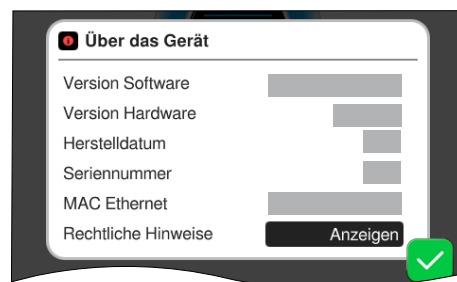 Über das Gerät
Version Software
Version Hardware
Herstelldatum
Seriennummer
MAC Ethernet
Rechtliche Hinweise Anzeigen